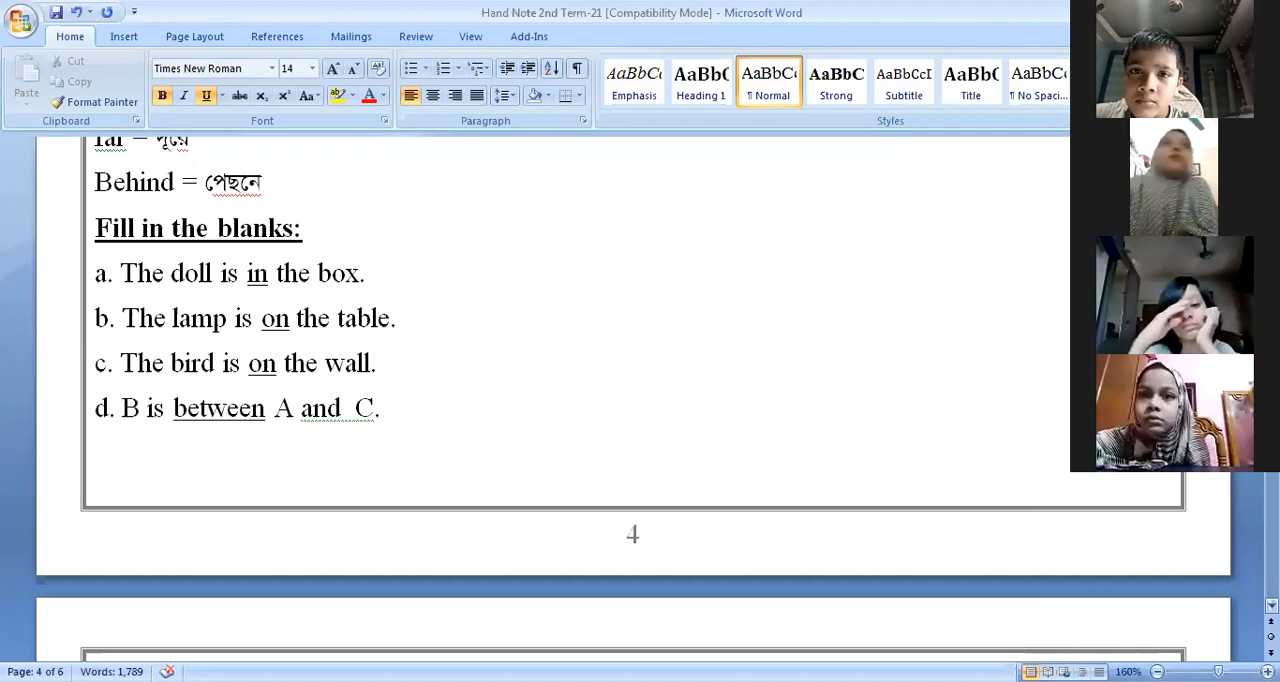 Hand Note 2nd Term-21 [Compatibility Mode] - Microsoft Word
Home Insert Page Layout References Mailings Review View Add-Ins
Cut
Copy
Paste
Format Painter
Times New Roman 14
AaBbC AaBbC AaBbC AaBbC AaBbCcI AaBb( AaBbC
Emphasis Heading 1 ¶ Normal Strong Subtitle Title ¶ No Spaci...
Clipboard Font Paragraph Styles
Behind = পেছনে
Fill in the blanks:
a. The doll is in the box.
b. The lamp is on the table.
c. The bird is on the wall.
d. B is between A and C.
4
Page: 4 of 6 Words: 1,789 160%